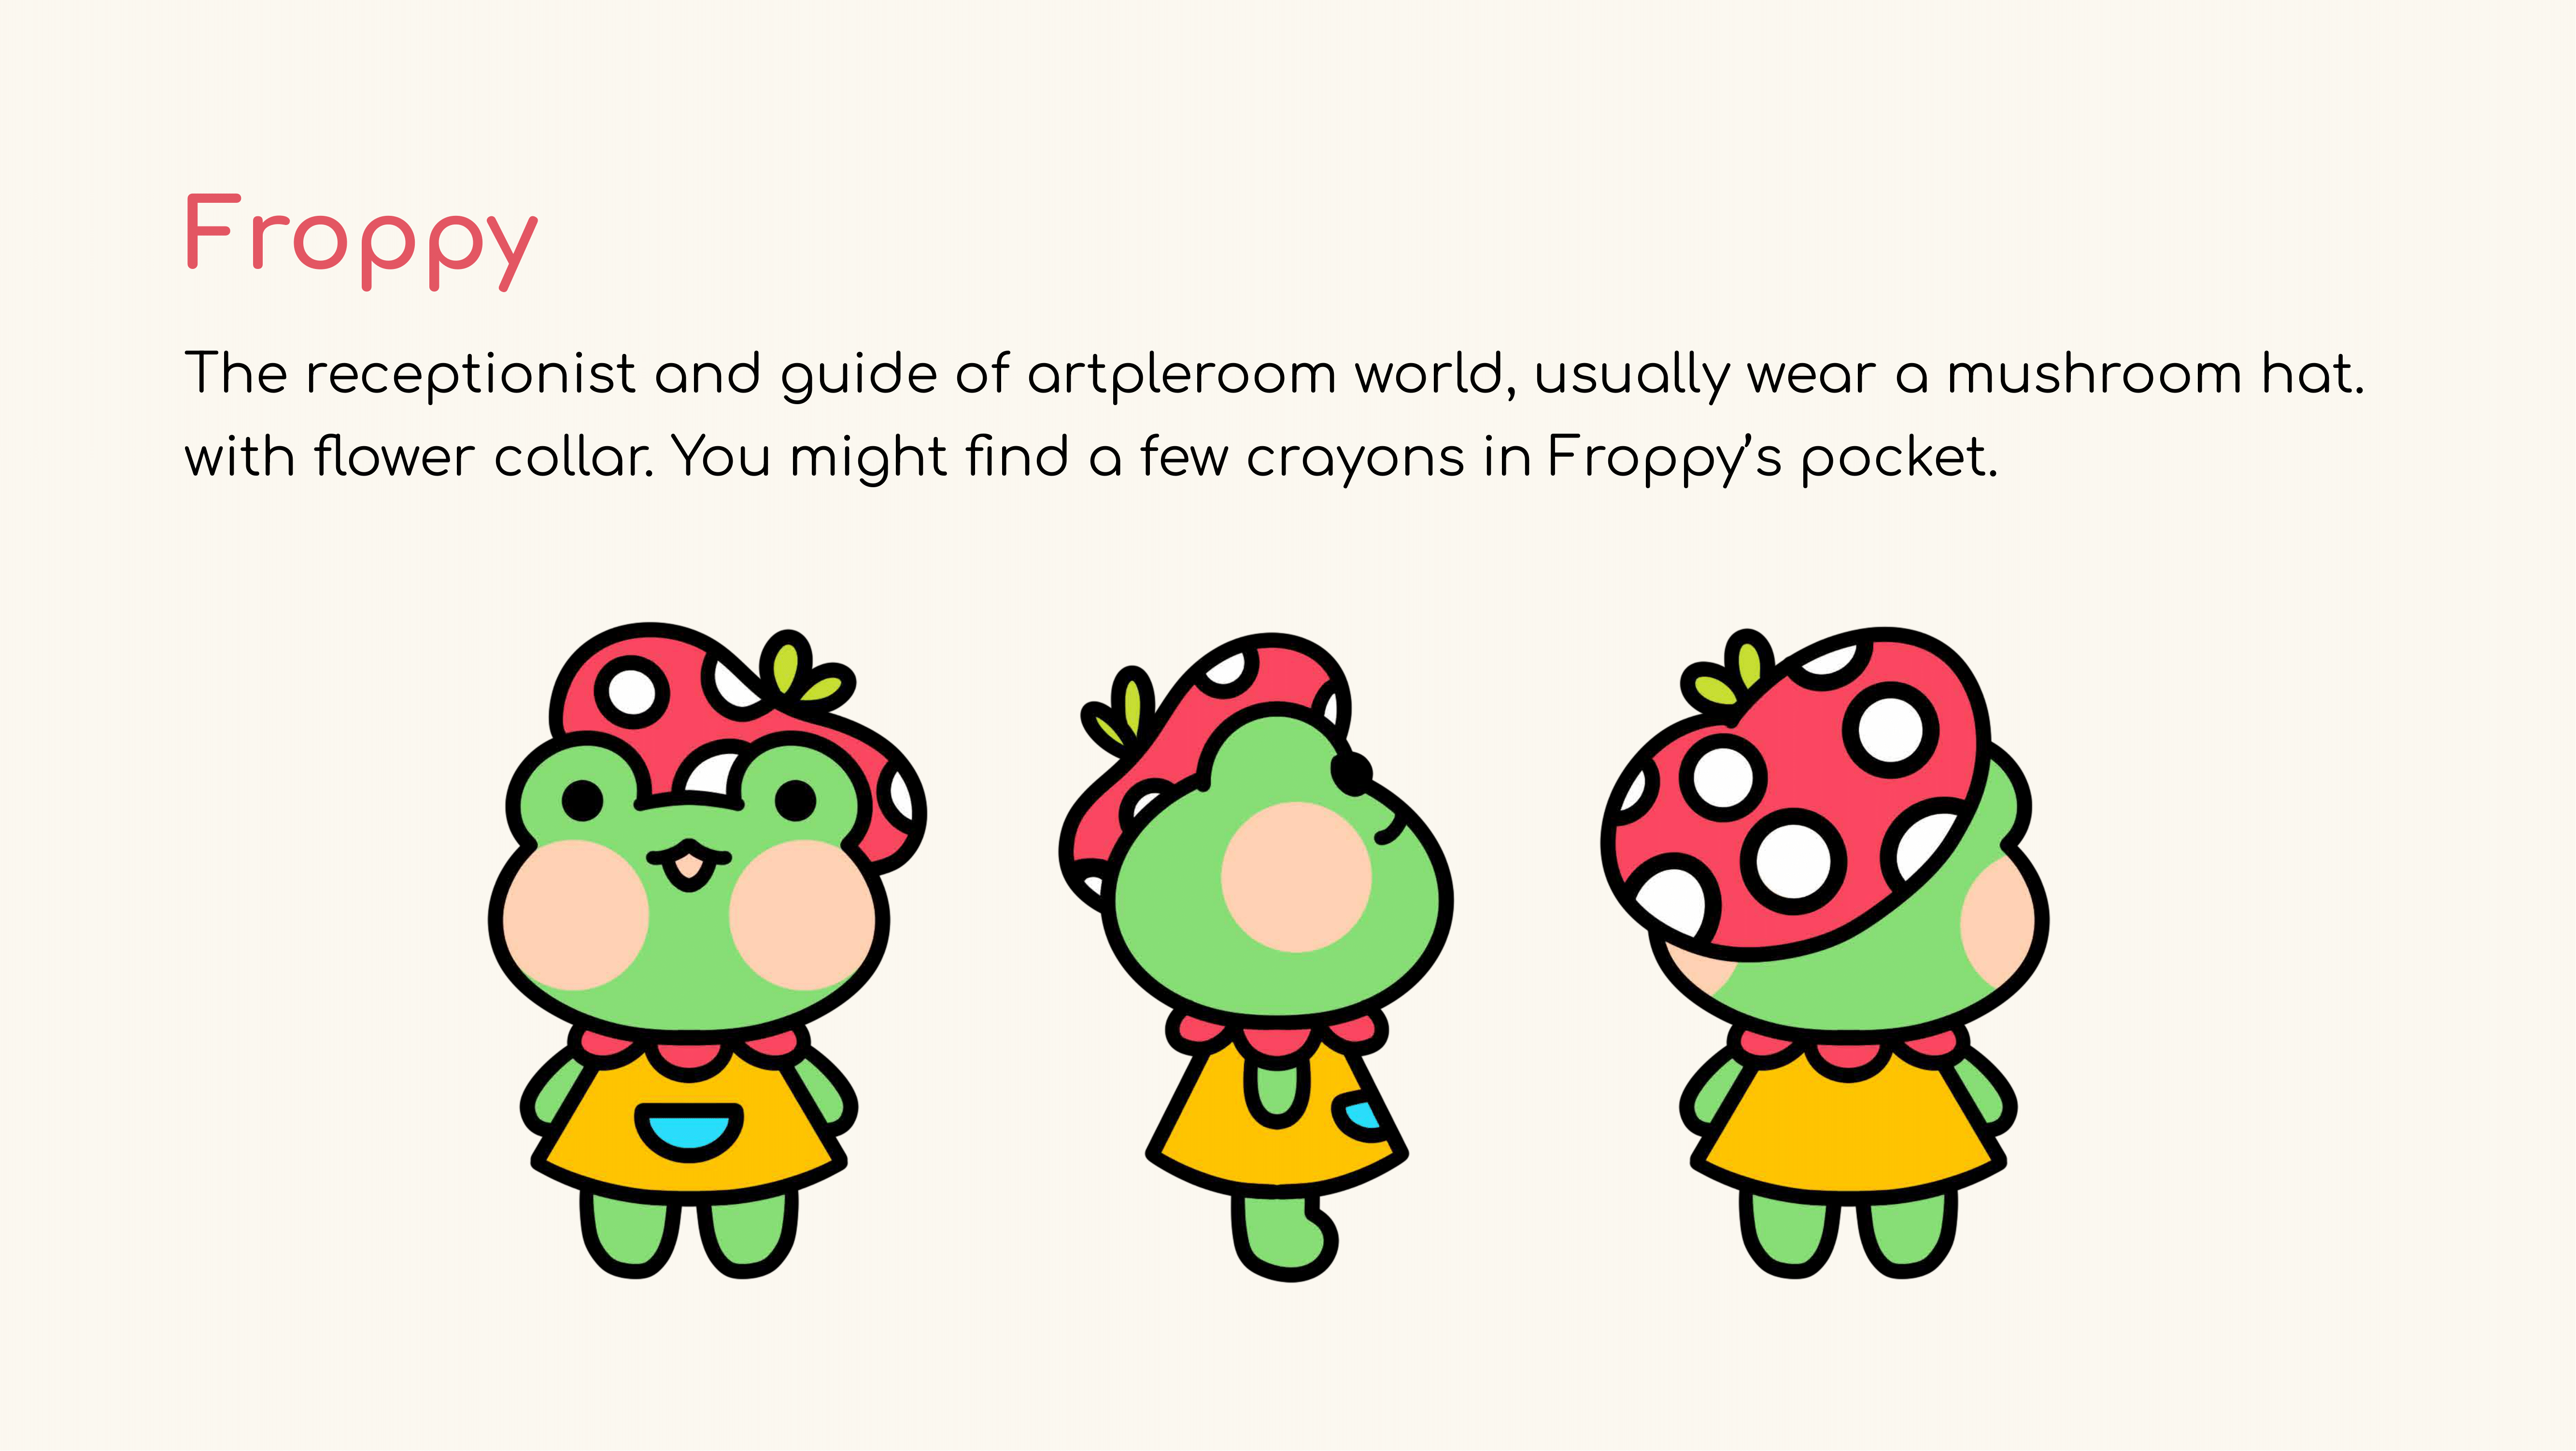 Froppy
The receptionist and guide of artpleroom world, usually wear a mushroom hat.
with flower collar. You might find a few crayons in Froppy’s pocket.